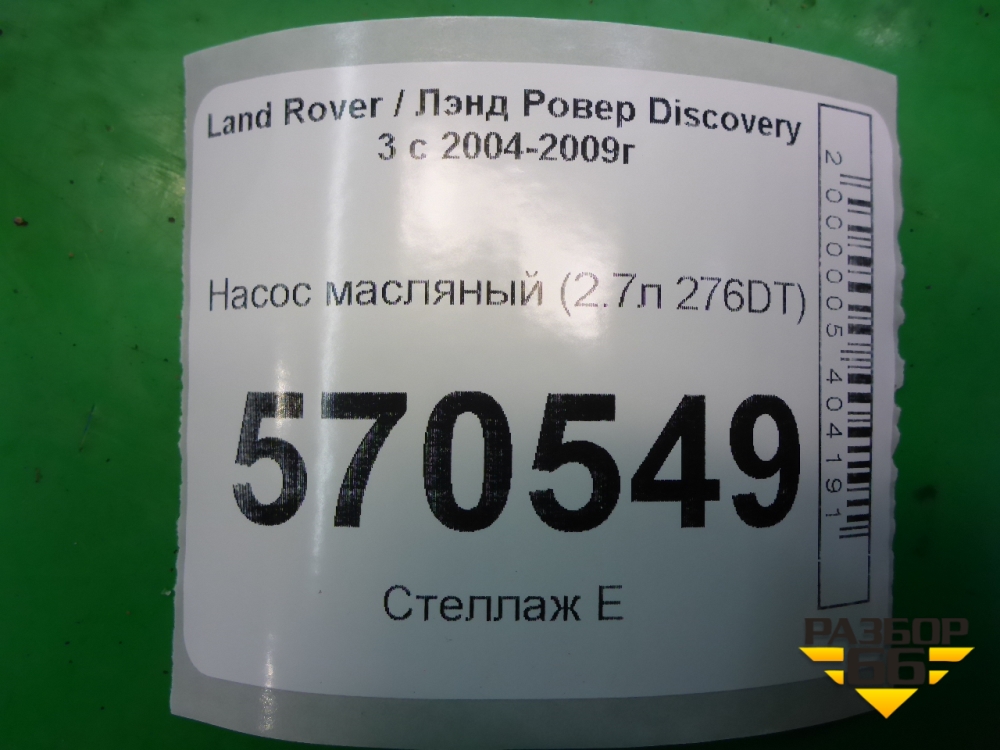 Land Rover / Лэнд Ровер Discovery
3 с 2004-2009г
Насос масляный (2.7л 276DT)
570549
Стеллаж Е
2000005404191
РАЗБОР
66